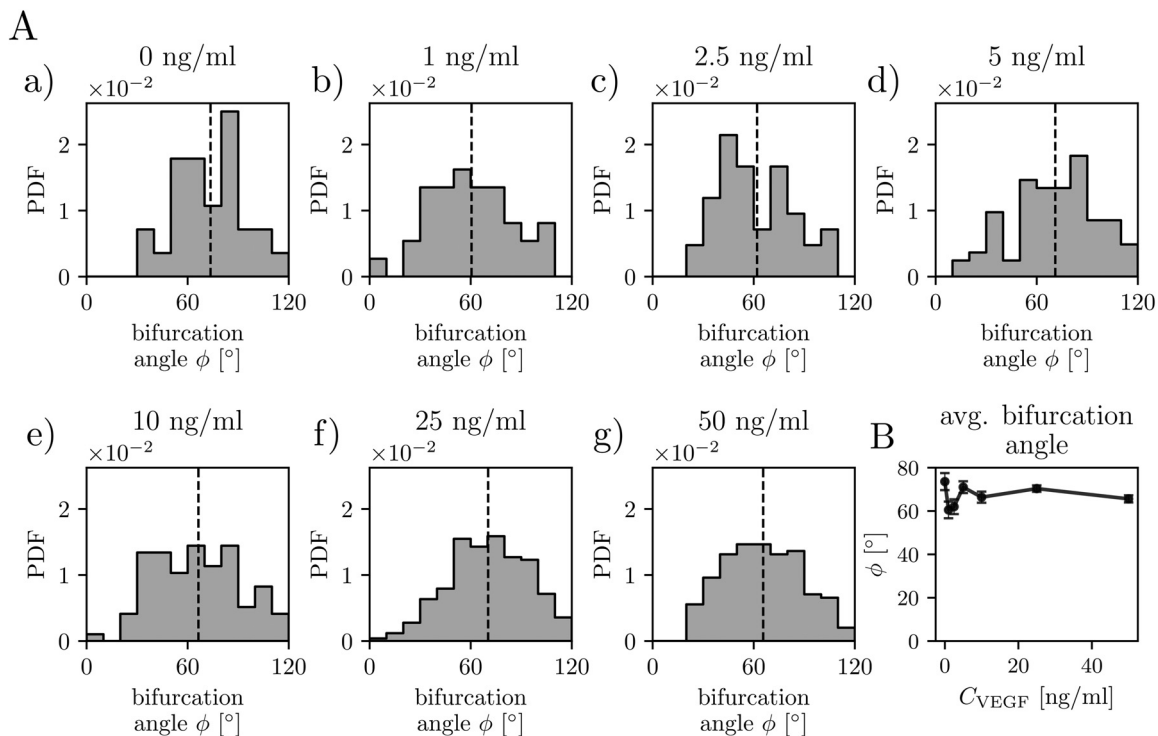 A
0 ng/ml
1 ng/ml
2.5 ng/ml
5 ng/ml
a)
b)
c)
d)
×10⁻²
×10⁻²
×10⁻²
×10⁻²
PDF
2
1
0
0 60 120
bifurcation
angle ϕ [°]
PDF
2
1
0
0 60 120
bifurcation
angle ϕ [°]
PDF
2
1
0
0 60 120
bifurcation
angle ϕ [°]
PDF
2
1
0
0 60 120
bifurcation
angle ϕ [°]
10 ng/ml
25 ng/ml
50 ng/ml
e)
f)
g)
×10⁻²
×10⁻²
×10⁻²
PDF
2
1
0
0 60 120
bifurcation
angle ϕ [°]
PDF
2
1
0
0 60 120
bifurcation
angle ϕ [°]
PDF
2
1
0
0 60 120
bifurcation
angle ϕ [°]
B
avg. bifurcation
angle
ϕ [°]
80
60
40
20
0
0 20 40
C_VEGF [ng/ml]